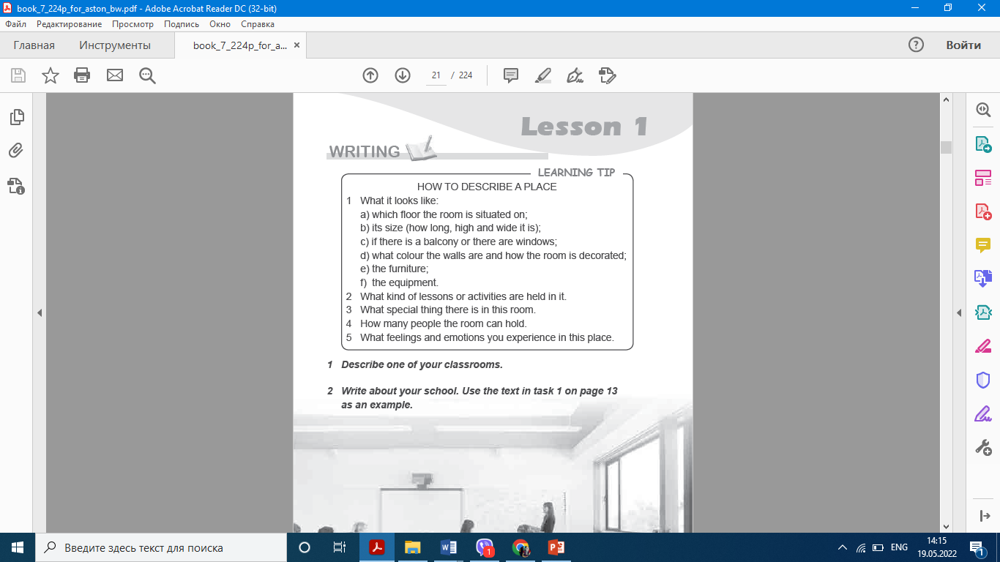 book_7_224p_for_aston_bw.pdf - Adobe Acrobat Reader DC (32-bit)
Файл Редактирование Просмотр Подпись Окно Справка
Главная Инструменты book_7_224p_for_a... × Войти
21 / 224
Lesson 1
WRITING
LEARNING TIP
HOW TO DESCRIBE A PLACE
1 What it looks like:
a) which floor the room is situated on;
b) its size (how long, high and wide it is);
c) if there is a balcony or there are windows;
d) what colour the walls are and how the room is decorated;
e) the furniture;
f) the equipment.
2 What kind of lessons or activities are held in it.
3 What special thing there is in this room.
4 How many people the room can hold.
5 What feelings and emotions you experience in this place.
1 Describe one of your classrooms.
2 Write about your school. Use the text in task 1 on page 13
as an example.
Введите здесь текст для поиска
1
ENG
14:15
19.05.2022
1